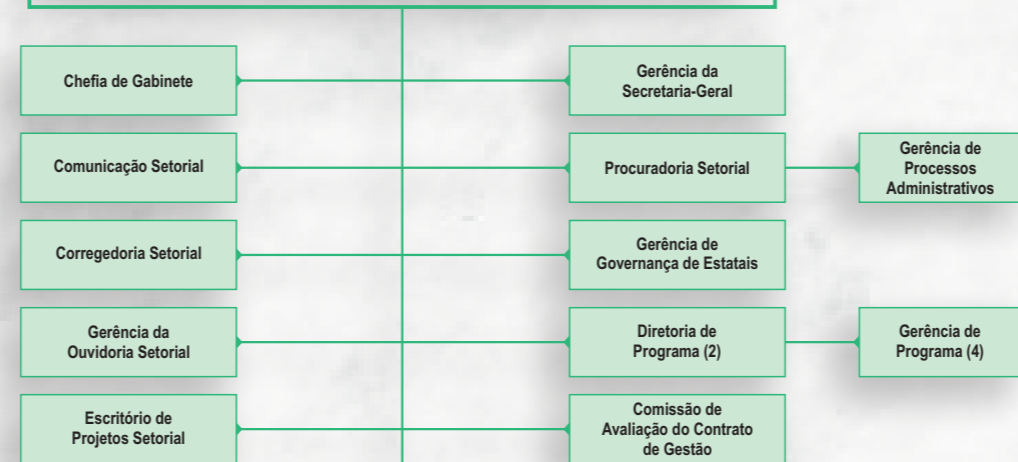 Chefia de Gabinete
Gerência da
Secretaria-Geral
Comunicação Setorial
Procuradoria Setorial
Gerência de
Processos
Administrativos
Corregedoria Setorial
Gerência de
Governança de Estatais
Gerência da
Ouvidoria Setorial
Diretoria de
Programa (2)
Gerência de
Programa (4)
Escritório de
Projetos Setorial
Comissão de
Avaliação do Contrato
de Gestão